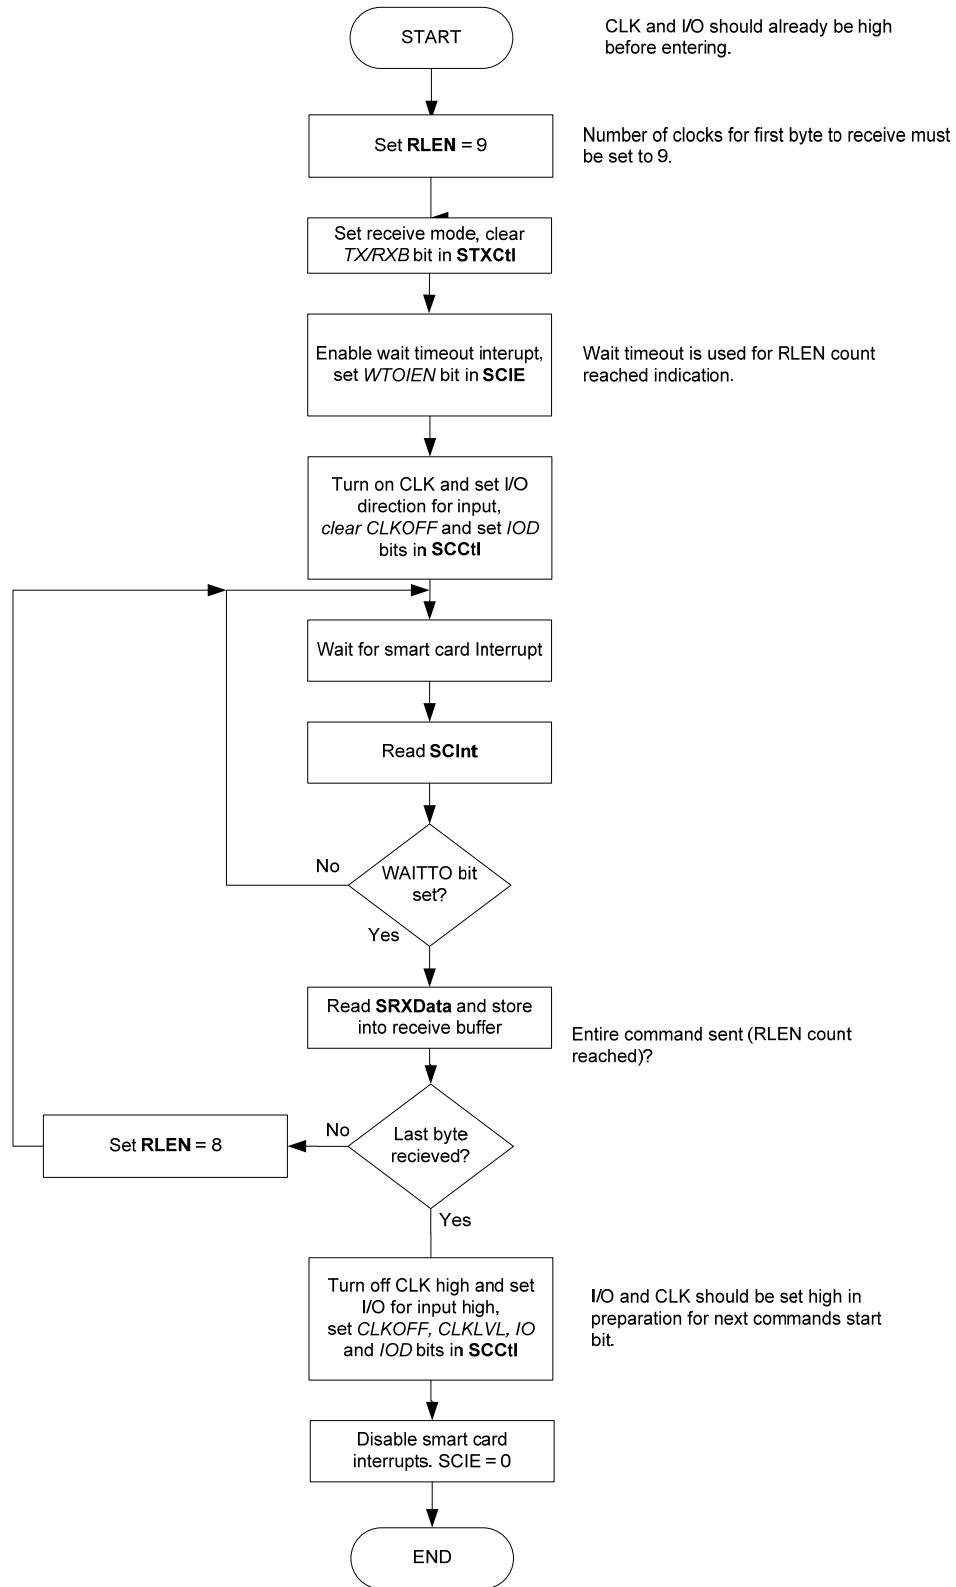 START
CLK and I/O should already be high
before entering.
Set RLEN = 9
Number of clocks for first byte to receive must
be set to 9.
Set receive mode, clear
TX/RXB bit in STXCtl
Enable wait timeout interupt,
set WTOIEN bit in SCIE
Wait timeout is used for RLEN count
reached indication.
Turn on CLK and set I/O
direction for input,
clear CLKOFF and set IOD
bits in SCCtl
Wait for smart card Interrupt
Read SCInt
No
WAITTO bit
set?
Yes
Read SRXData and store
into receive buffer
Entire command sent (RLEN count
reached)?
Set RLEN = 8
No
Last byte
recieved?
Yes
Turn off CLK high and set
I/O for input high,
set CLKOFF, CLKLVL, IO
and IOD bits in SCCtl
I/O and CLK should be set high in
preparation for next commands start
bit.
Disable smart card
interrupts. SCIE = 0
END